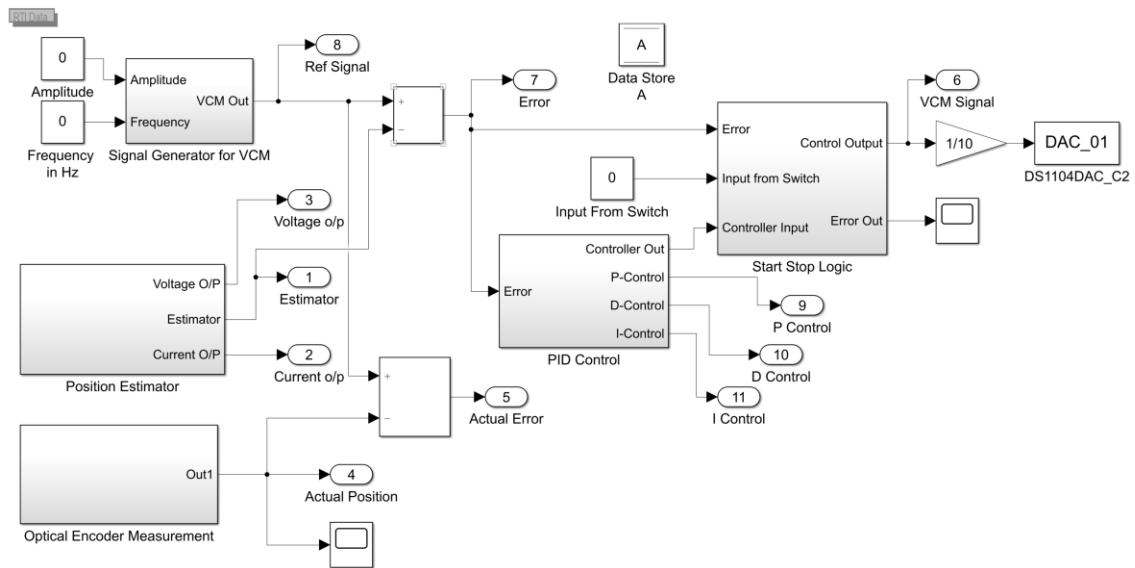 RTI Data
0
Amplitude
0
Frequency
in Hz
Amplitude
Frequency
VCM Out
Signal Generator for VCM
8
Ref Signal
+
−
7
Error
A
Data Store
A
0
Input From Switch
Error
Input from Switch
Controller Input
Control Output
Error Out
Start Stop Logic
6
VCM Signal
1/10
DAC_01
DS1104DAC_C2
3
Voltage o/p
1
Estimator
2
Current o/p
Voltage O/P
Estimator
Current O/P
Position Estimator
Error
Controller Out
P-Control
D-Control
I-Control
PID Control
9
P Control
10
D Control
11
I Control
+
−
5
Actual Error
Out1
Optical Encoder Measurement
4
Actual Position